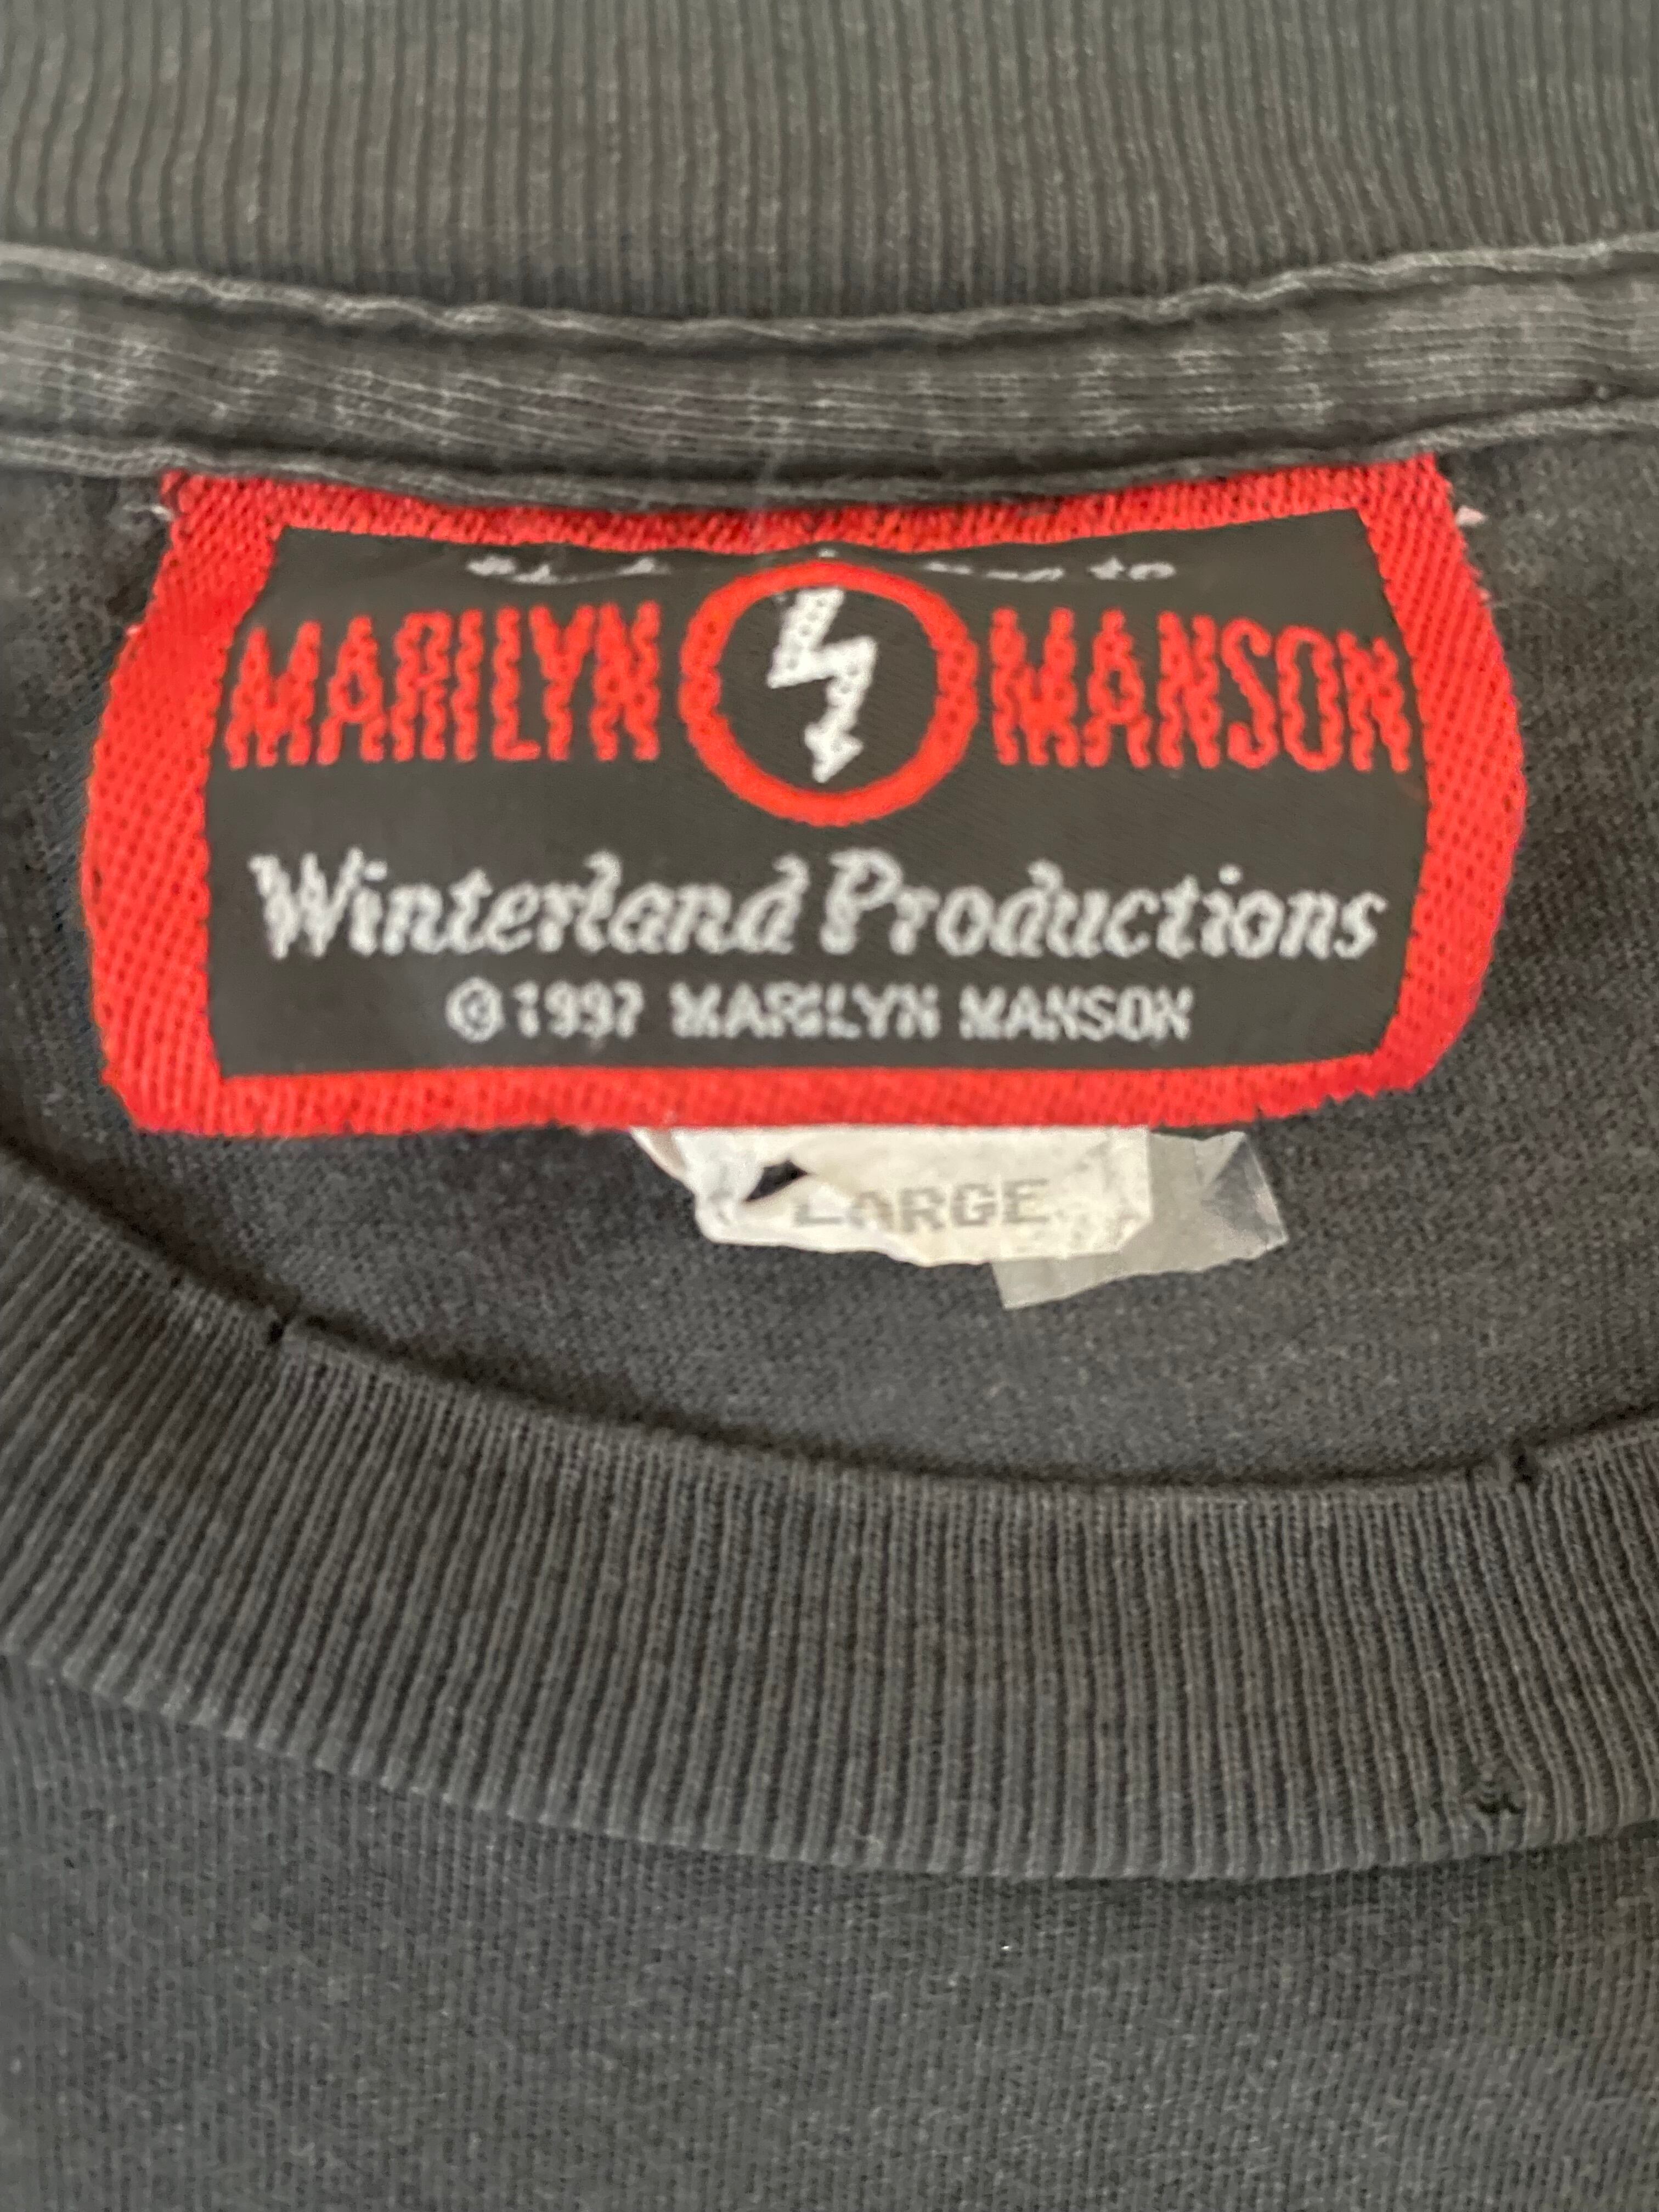 MARILYN MANSON
Winterland Productions
© 1997 MARILYN MANSON
LARGE